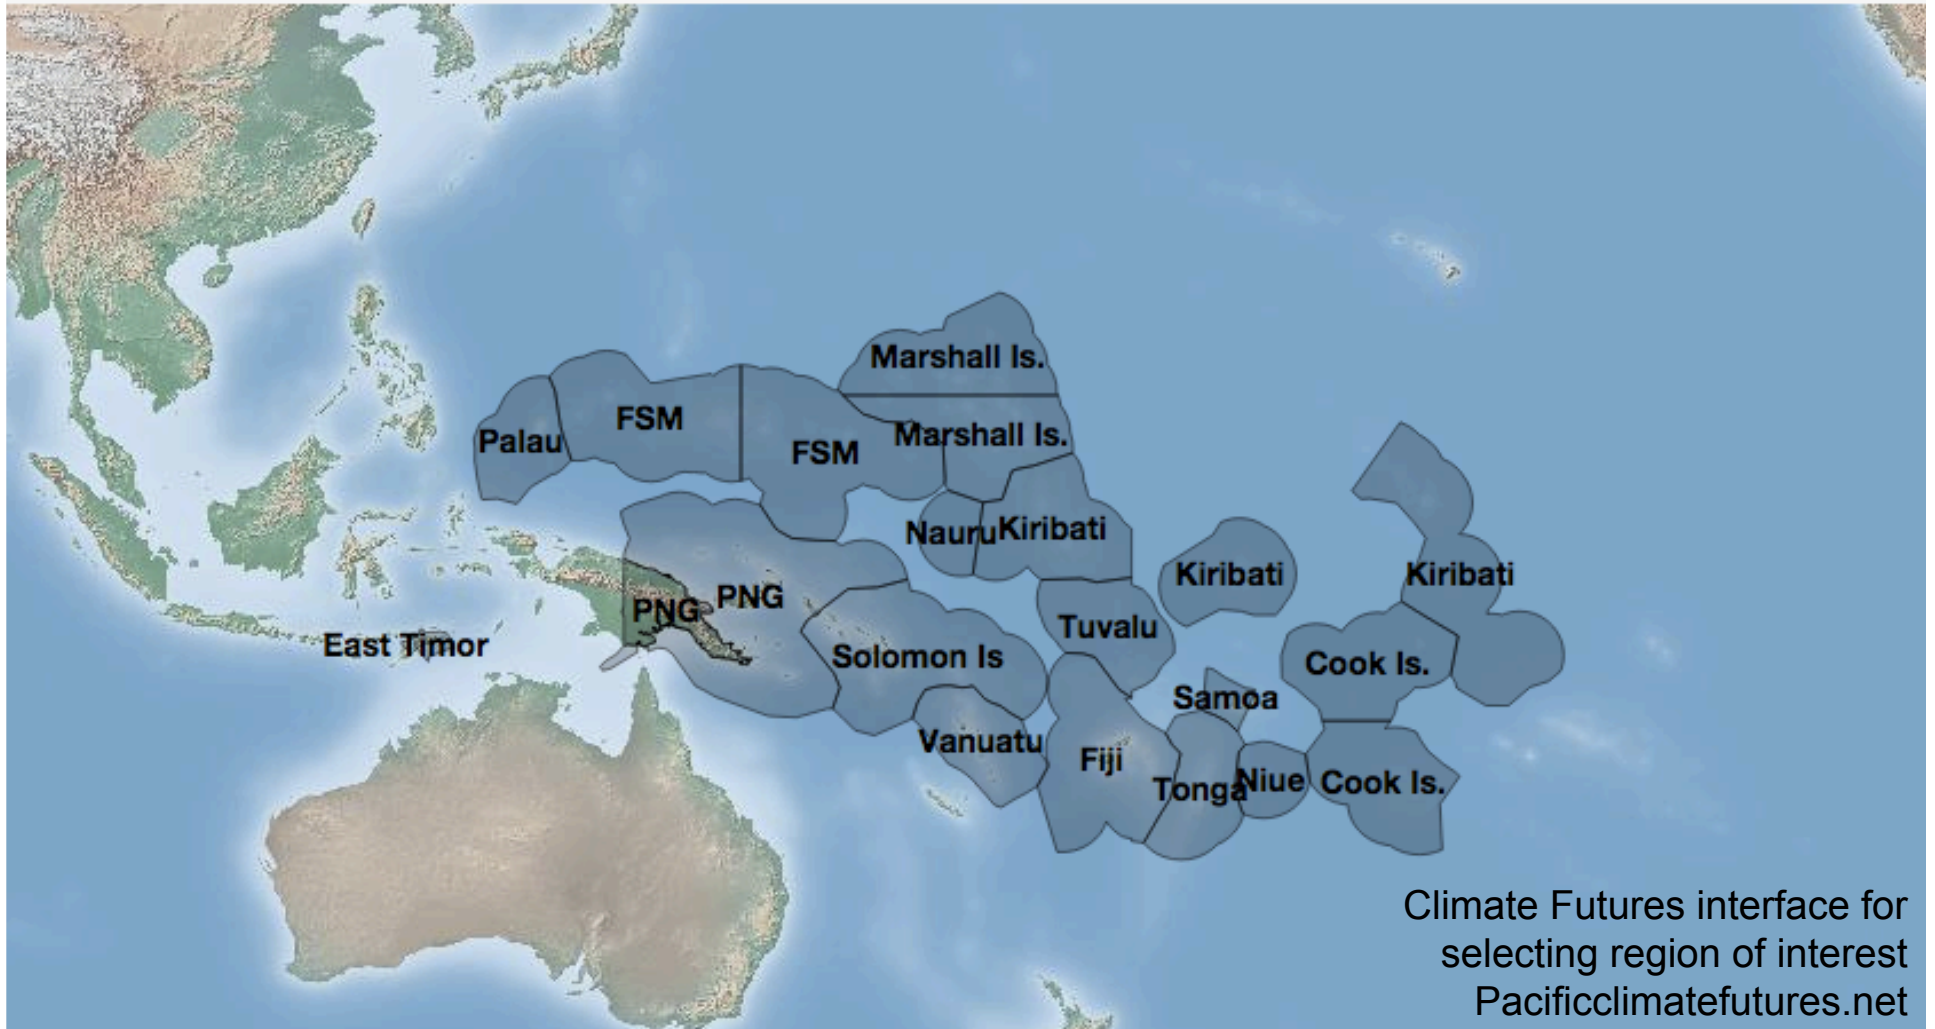 Marshall Is.
FSM
Marshall Is.
Palau
FSM
Nauru
Kiribati
Kiribati
Kiribati
PNG
PNG
Tuvalu
East Timor
Solomon Is
Cook Is.
Samoa
Vanuatu
Fiji
Tonga
Niue
Cook Is.
Climate Futures interface for
selecting region of interest
Pacificclimatefutures.net